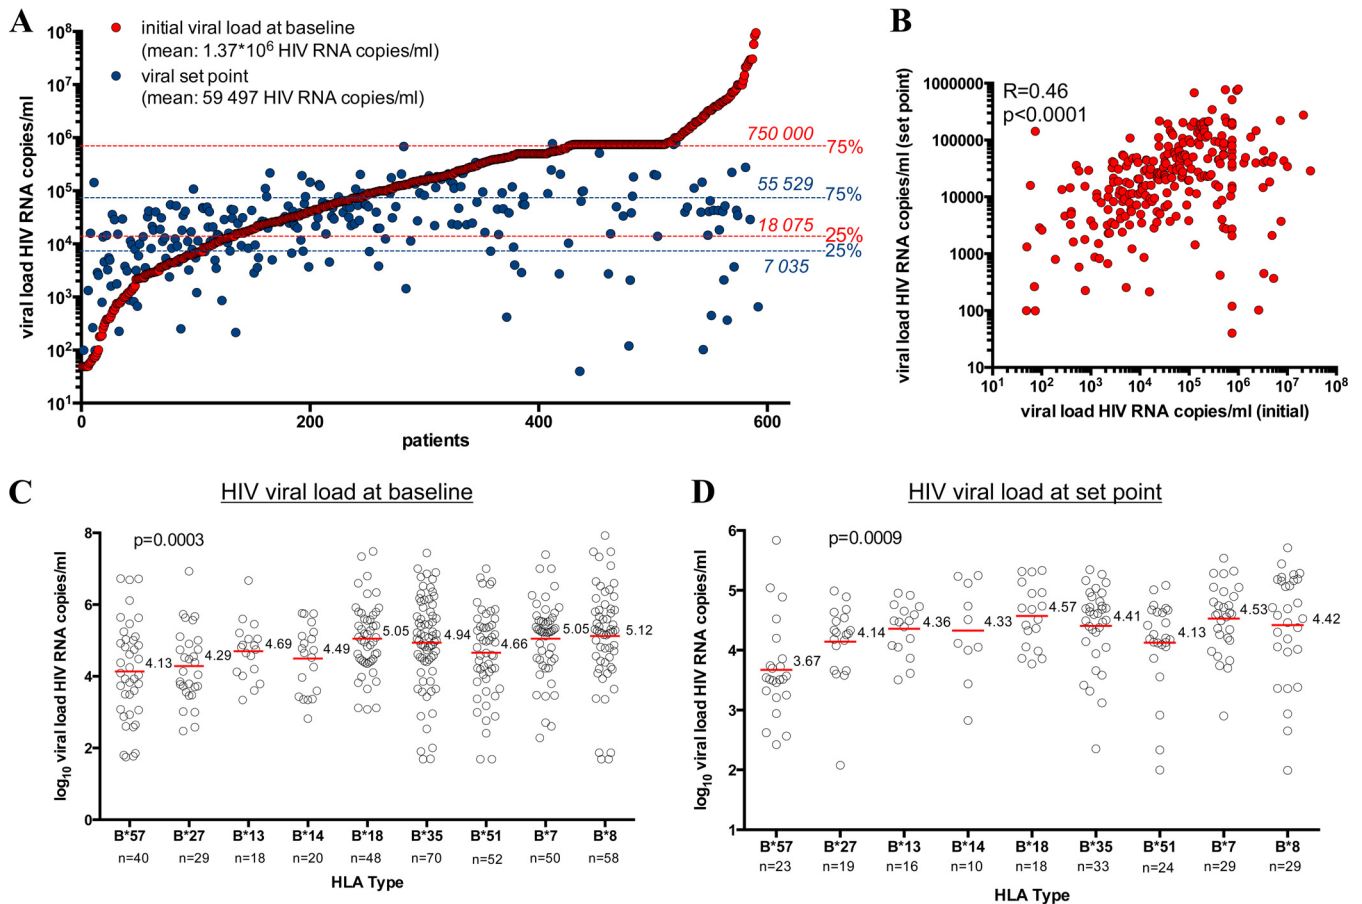 A
initial viral load at baseline
(mean: 1.37*10^6 HIV RNA copies/ml)
viral set point
(mean: 59 497 HIV RNA copies/ml)
viral load HIV RNA copies/ml
10^8
10^7
10^6
10^5
10^4
10^3
10^2
10^1
750 000
75%
55 529
75%
18 075
25%
25%
7 035
0 200 400 600
patients
B
R=0.46
p<0.0001
viral load HIV RNA copies/ml (set point)
1000000
100000
10000
1000
100
10
10^1 10^2 10^3 10^4 10^5 10^6 10^7 10^8
viral load HIV RNA copies/ml (initial)
C
HIV viral load at baseline
p=0.0003
log10 viral load HIV RNA copies/ml
8
6
4
2
0
4.13 4.29 4.69 4.49 5.05 4.94 4.66 5.05 5.12
B*57 B*27 B*13 B*14 B*18 B*35 B*51 B*7 B*8
n=40 n=29 n=18 n=20 n=48 n=70 n=52 n=50 n=58
HLA Type
D
HIV viral load at set point
p=0.0009
log10 viral load HIV RNA copies/ml
6
5
4
3
2
1
3.67 4.14 4.36 4.33 4.57 4.41 4.13 4.53 4.42
B*57 B*27 B*13 B*14 B*18 B*35 B*51 B*7 B*8
n=23 n=19 n=16 n=10 n=18 n=33 n=24 n=29 n=29
HLA Type